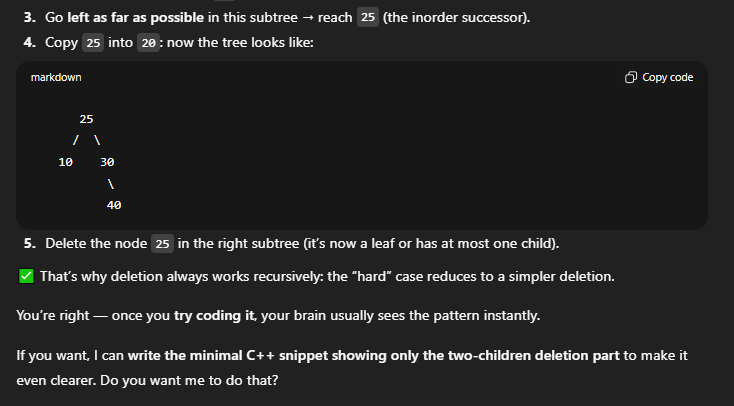 3. Go left as far as possible in this subtree → reach 25 (the inorder successor).
4. Copy 25 into 20 : now the tree looks like:
markdown Copy code
25
/ \
10 30
\
40
5. Delete the node 25 in the right subtree (it's now a leaf or has at most one child).
✅ That's why deletion always works recursively: the “hard” case reduces to a simpler deletion.
You're right — once you try coding it, your brain usually sees the pattern instantly.
If you want, I can write the minimal C++ snippet showing only the two-children deletion part to make it
even clearer. Do you want me to do that?